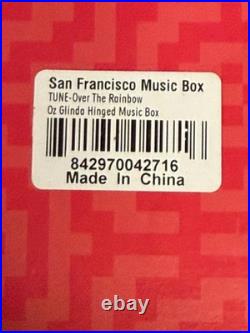 San Francisco Music Box
TUNE-Over The Rainbow
Oz Glinda Hinged Music Box
842970042716
Made In China